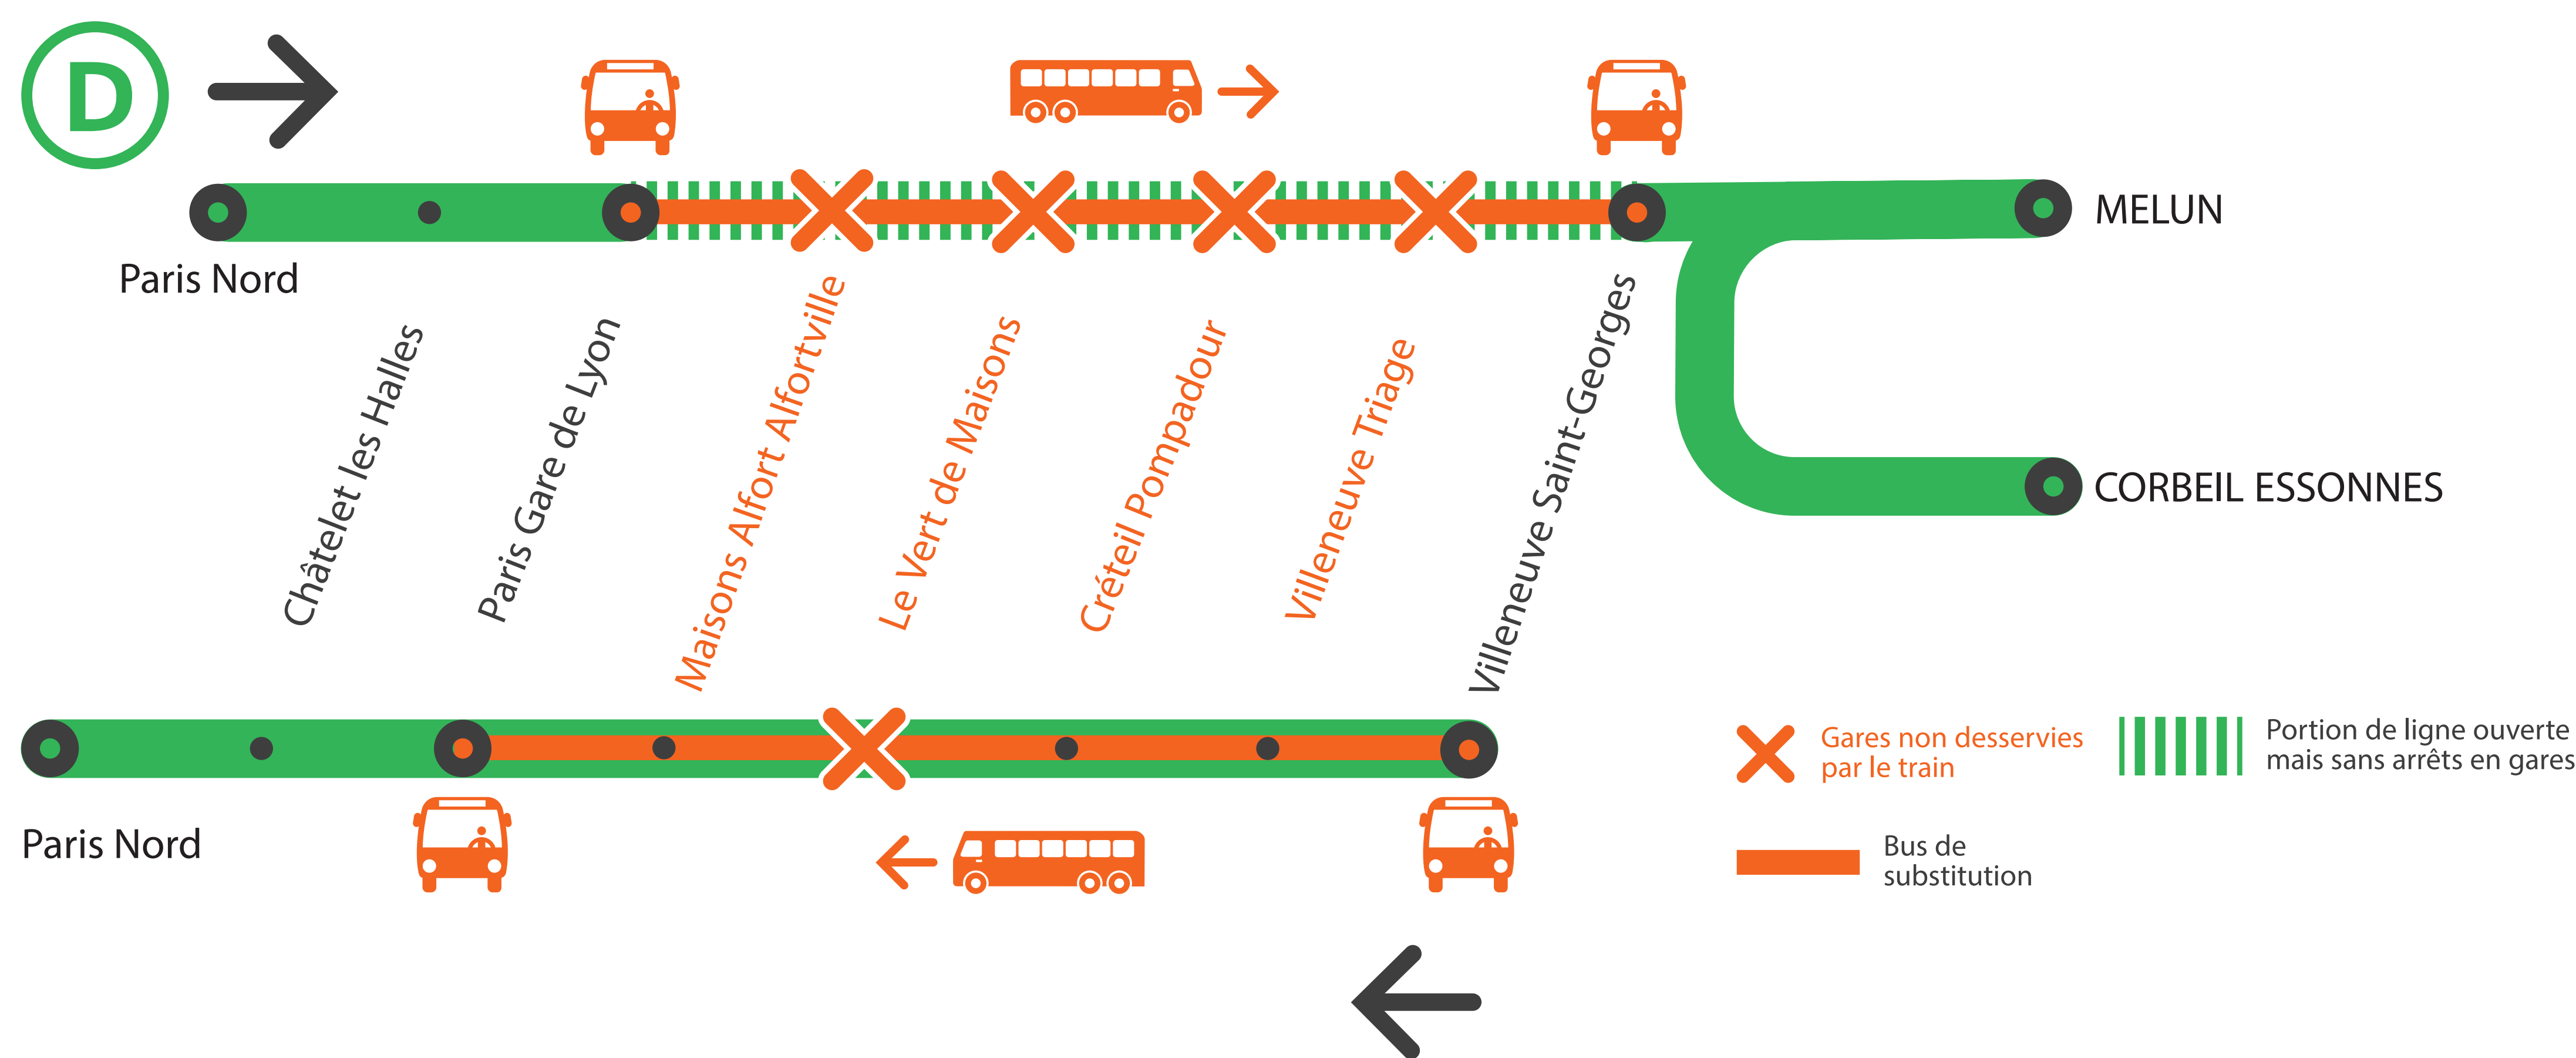 D
MELUN
Paris Nord
Châtelet les Halles
Paris Gare de Lyon
Maisons Alfort Alfortville
Le Vert de Maisons
Créteil Pompadour
Villeneuve Triage
Villeneuve Saint-Georges
CORBEIL ESSONNES
Paris Nord
Gares non desservies
par le train
Portion de ligne ouverte
mais sans arrêts en gares
Bus de
substitution